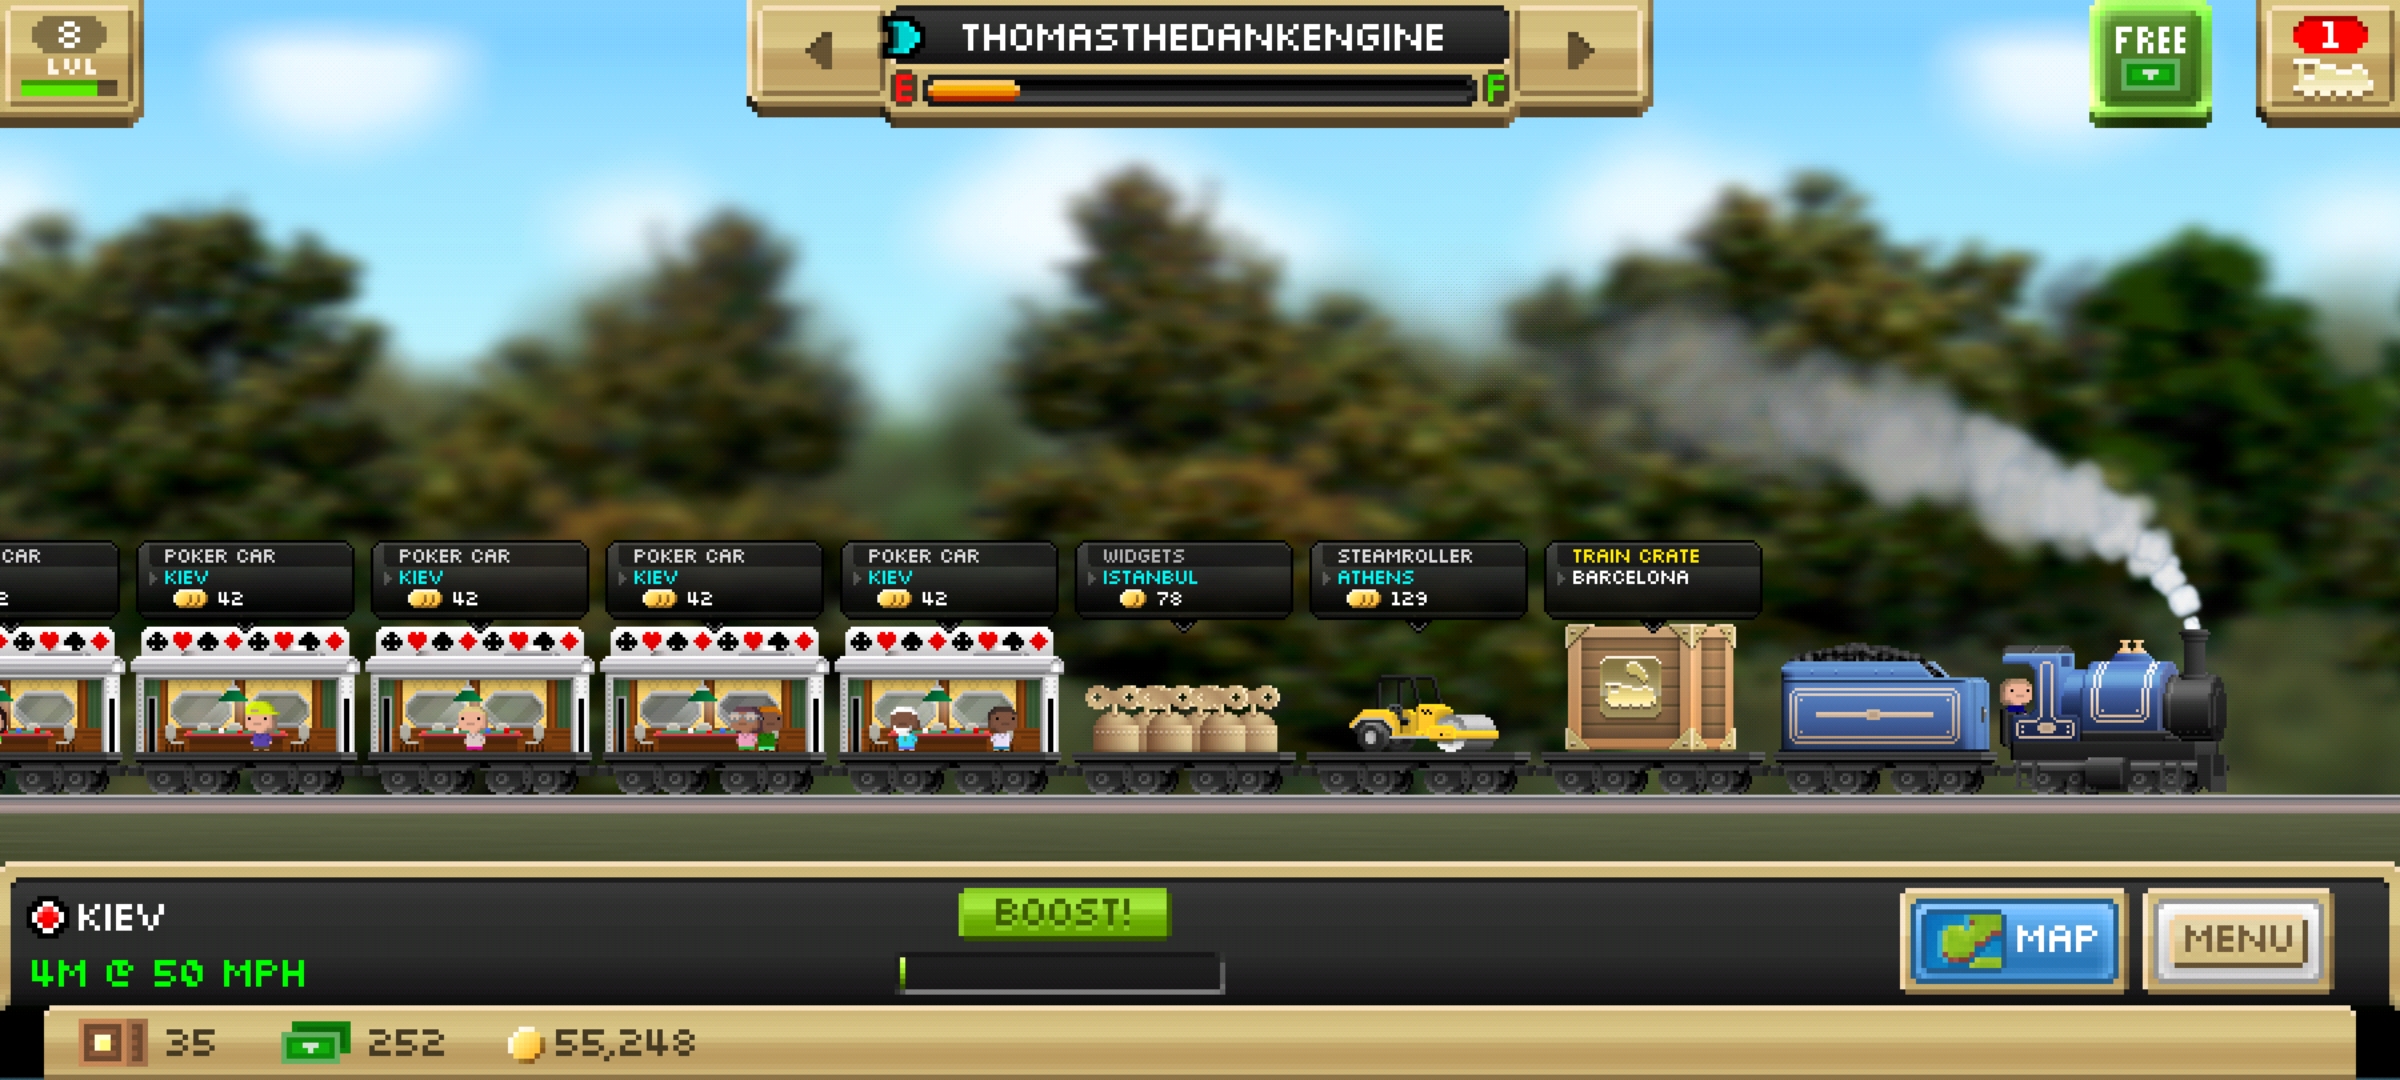 8
LVL
THOMASTHEDANKENGINE
E F
FREE
1
CAR
2
POKER CAR
KIEV
42
POKER CAR
KIEV
42
POKER CAR
KIEV
42
POKER CAR
KIEV
42
WIDGETS
ISTANBUL
78
STEAMROLLER
ATHENS
129
TRAIN CRATE
BARCELONA
KIEV
4M @ 50 MPH
BOOST!
MAP
MENU
35
252
55,248